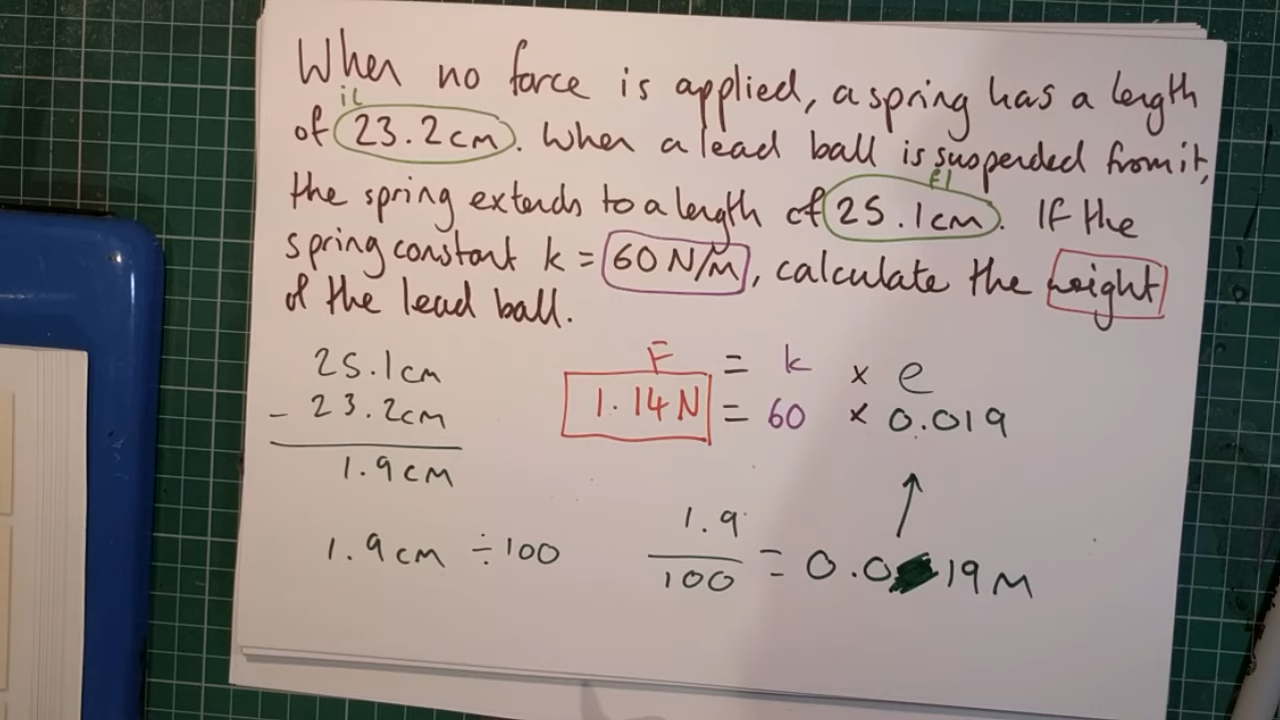 When no force is applied, a spring has a length
il
of 23.2cm. When a lead ball is suspended from it,
fl
the spring extends to a length of 25.1cm. If the
spring constant k = 60N/m, calculate the weight
of the lead ball.
25.1cm
- 23.2cm
1.9cm
1.9cm ÷ 100
F = k × e
1.14N = 60 × 0.019
1.9
100
= 0.019m